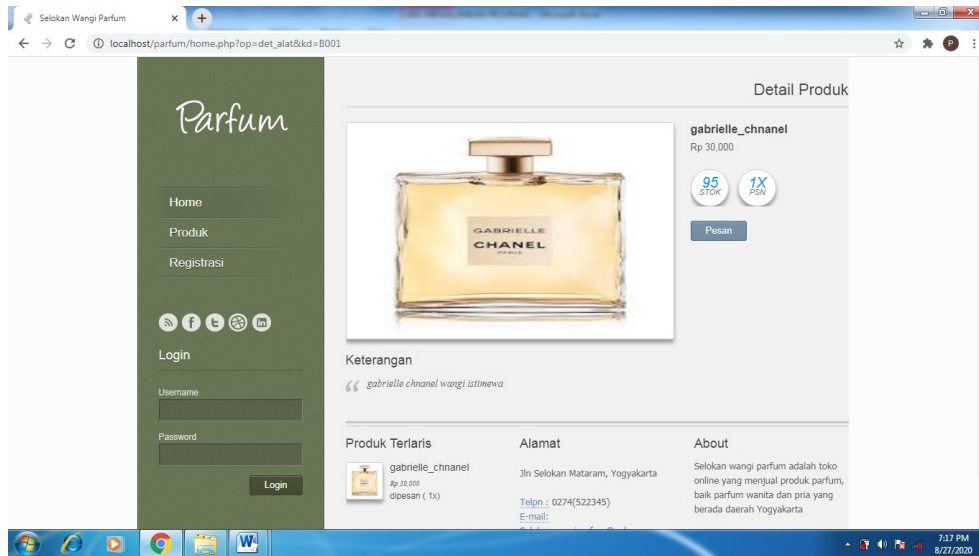 Selokan Wangi Parfum
localhost/parfum/home.php?op=det_alat&kd=B001
P
Parfum
Home
Produk
Registrasi
Login
Username
Password
Login
Detail Produk
GABRIELLE
CHANEL
PARIS
gabrielle_chnanel
Rp 30,000
95
STOK
1X
PSN
Pesan
Keterangan
gabrielle chnanel wangi istimewa
Produk Terlaris
gabrielle_chnanel
Rp 30,000
dipesan ( 1x)
Alamat
Jln Selokan Mataram, Yogyakarta
Telpn : 0274(522345)
E-mail:
About
Selokan wangi parfum adalah toko
online yang menjual produk parfum,
baik parfum wanita dan pria yang
berada daerah Yogyakarta
7:17 PM
8/27/2020